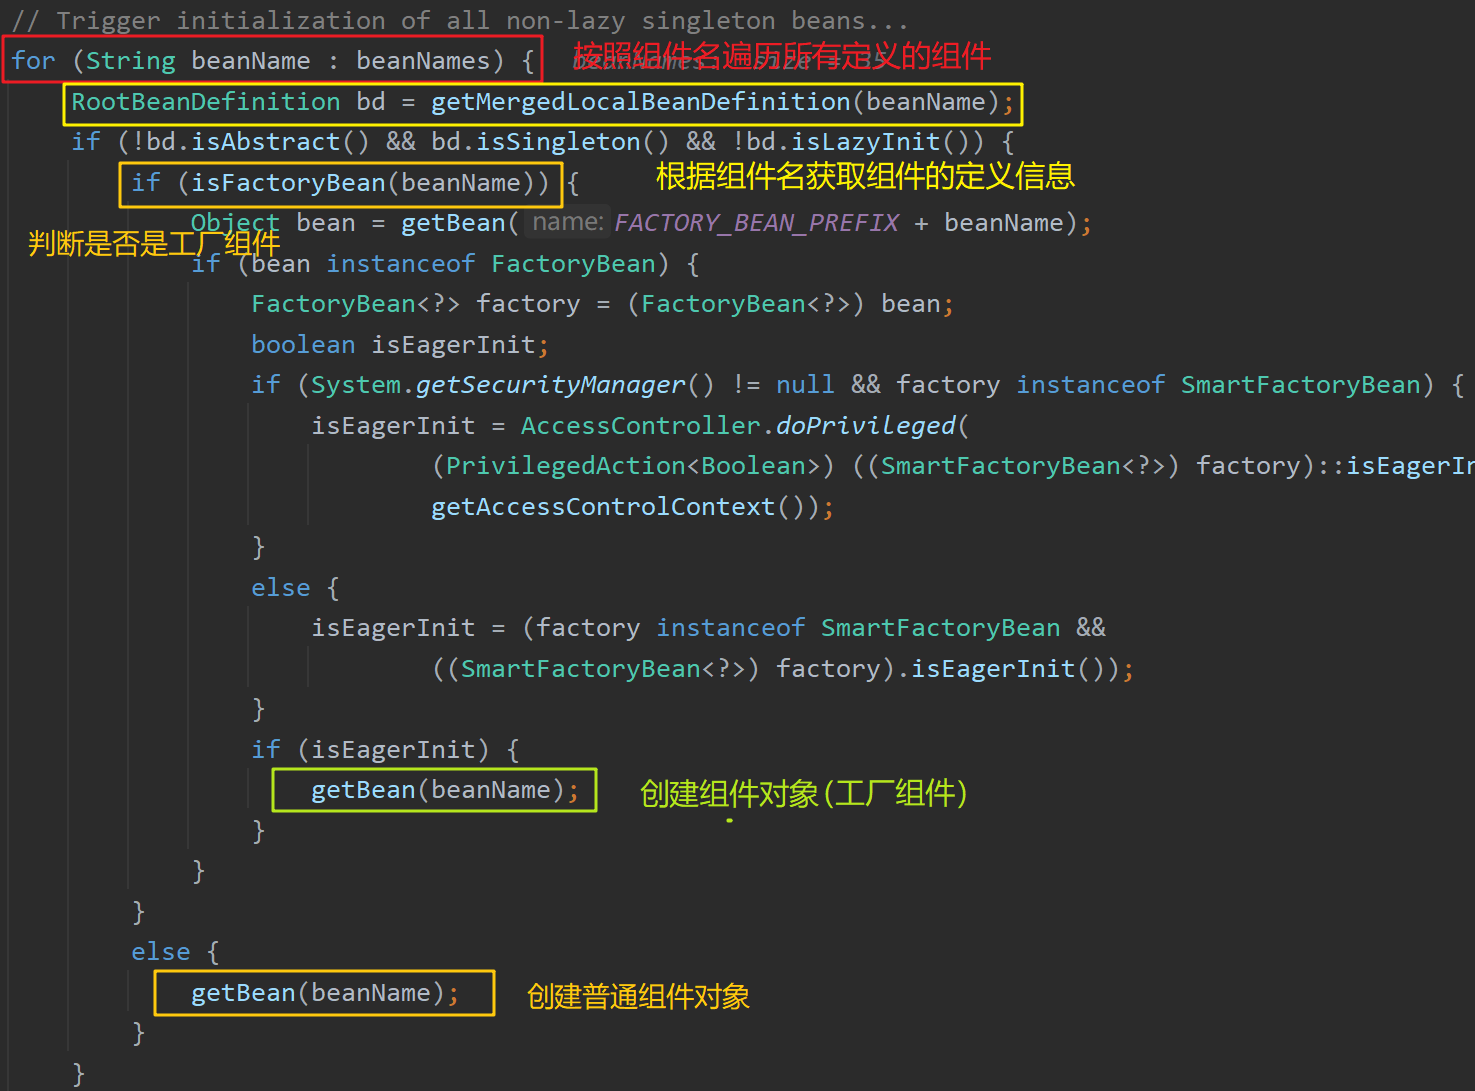 // Trigger initialization of all non-lazy singleton beans...
for (String beanName : beanNames) { 按照组件名遍历所有定义的组件
RootBeanDefinition bd = getMergedLocalBeanDefinition(beanName);
if (!bd.isAbstract() && bd.isSingleton() && !bd.isLazyInit()) {
if (isFactoryBean(beanName)) { 根据组件名获取组件的定义信息
Object bean = getBean( name: FACTORY_BEAN_PREFIX + beanName);
判断是否是工厂组件
if (bean instanceof FactoryBean) {
FactoryBean<?> factory = (FactoryBean<?>) bean;
boolean isEagerInit;
if (System.getSecurityManager() != null && factory instanceof SmartFactoryBean) {
isEagerInit = AccessController.doPrivileged(
(PrivilegedAction<Boolean>) ((SmartFactoryBean<?>) factory)::isEagerIn
getAccessControlContext());
}
else {
isEagerInit = (factory instanceof SmartFactoryBean &&
((SmartFactoryBean<?>) factory).isEagerInit());
}
if (isEagerInit) {
getBean(beanName); 创建组件对象(工厂组件)
}
}
}
else {
getBean(beanName); 创建普通组件对象
}
}